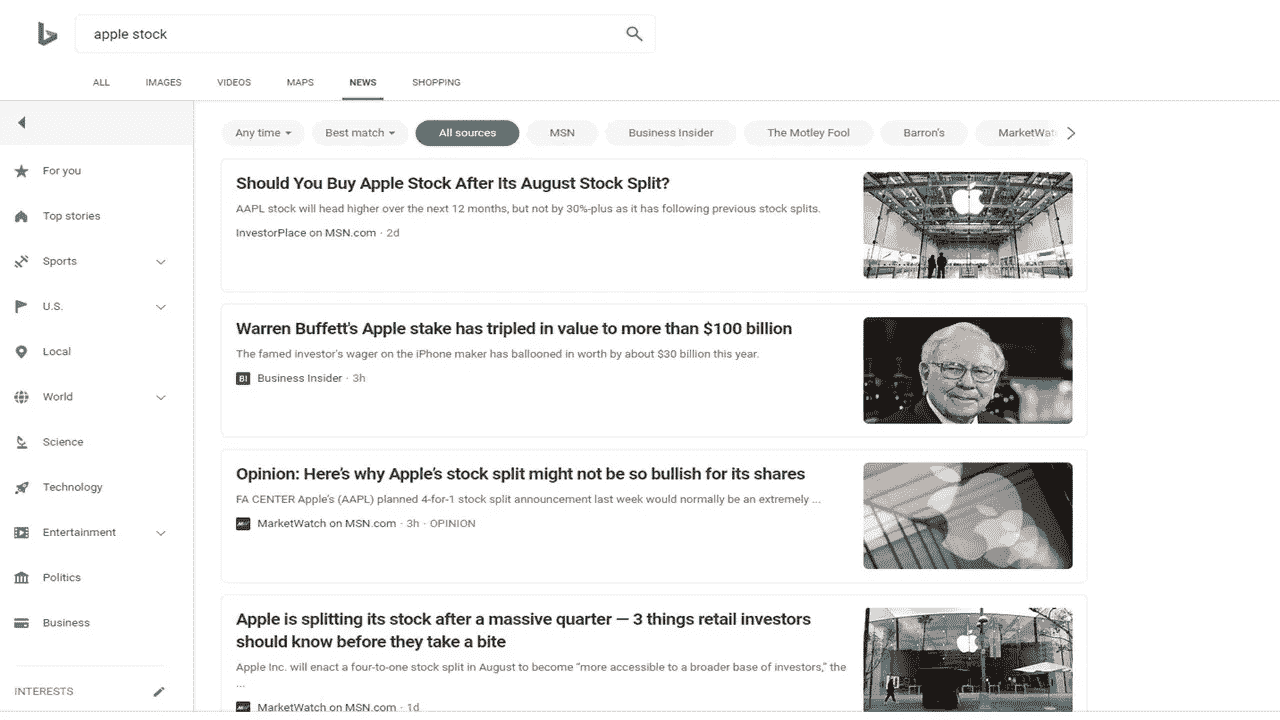 apple stock
ALL IMAGES VIDEOS MAPS NEWS SHOPPING
Any time Best match All sources MSN Business Insider The Motley Fool Barron's
For you
Top stories
Sports
U.S.
Local
World
Science
Technology
Entertainment
Politics
Business
INTERESTS
Should You Buy Apple Stock After Its August Stock Split?
AAPL stock will head higher over the next 12 months, but not by 30%-plus as it has following previous stock splits.
InvestorPlace on MSN.com · 2d
Warren Buffett's Apple stake has tripled in value to more than $100 billion
The famed investor's wager on the iPhone maker has ballooned in worth by about $30 billion this year.
BI Business Insider · 3h
Opinion: Here's why Apple's stock split might not be so bullish for its shares
FA CENTER Apple's (AAPL) planned 4-for-1 stock split announcement last week would normally be an extremely ...
MarketWatch on MSN.com · 3h · OPINION
Apple is splitting its stock after a massive quarter — 3 things retail investors
should know before they take a bite
Apple Inc. will enact a four-to-one stock split in August to become "more accessible to a broader base of investors," the
...
MarketWatch on MSN.com · 1d